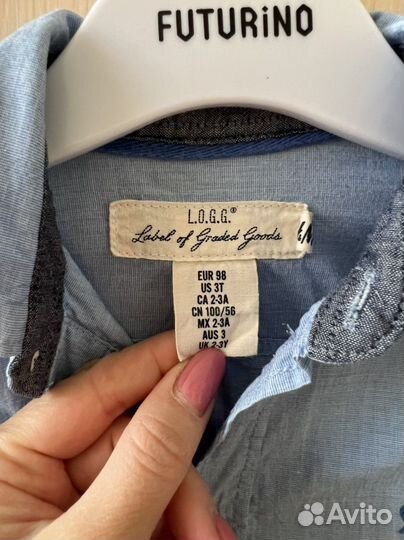 FUTURiNO
L.O.G.G.®
Label of Graded Goods
EUR 98
US 3T
CA 2-3A
CN 100/56
MX 2-3A
AUS 3
UK 2-3Y
Avito